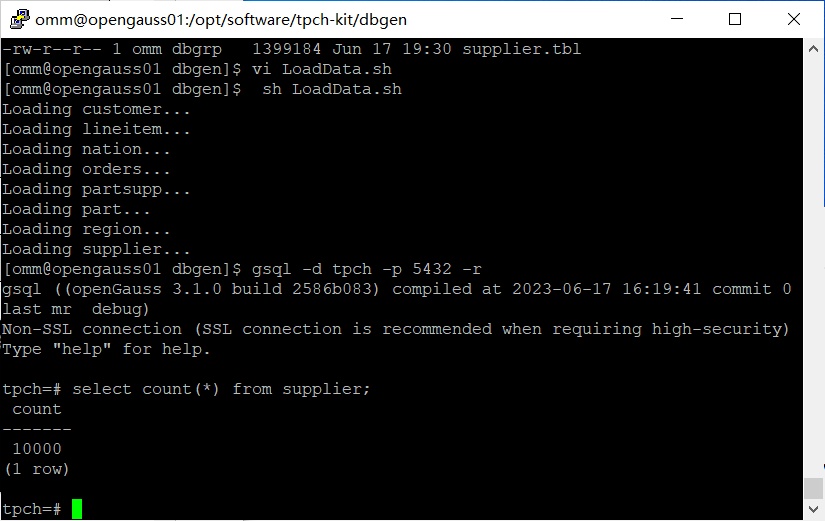 omm@opengauss01:/opt/software/tpch-kit/dbgen
-rw-r--r-- 1 omm dbgrp   1399184 Jun 17 19:30 supplier.tbl
[omm@opengauss01 dbgen]$ vi LoadData.sh
[omm@opengauss01 dbgen]$  sh LoadData.sh
Loading customer...
Loading lineitem...
Loading nation...
Loading orders...
Loading partsupp...
Loading part...
Loading region...
Loading supplier...
[omm@opengauss01 dbgen]$ gsql -d tpch -p 5432 -r
gsql ((openGauss 3.1.0 build 2586b083) compiled at 2023-06-17 16:19:41 commit 0
last mr  debug)
Non-SSL connection (SSL connection is recommended when requiring high-security)
Type "help" for help.
tpch=# select count(*) from supplier;
 count
-------
 10000
(1 row)
tpch=#